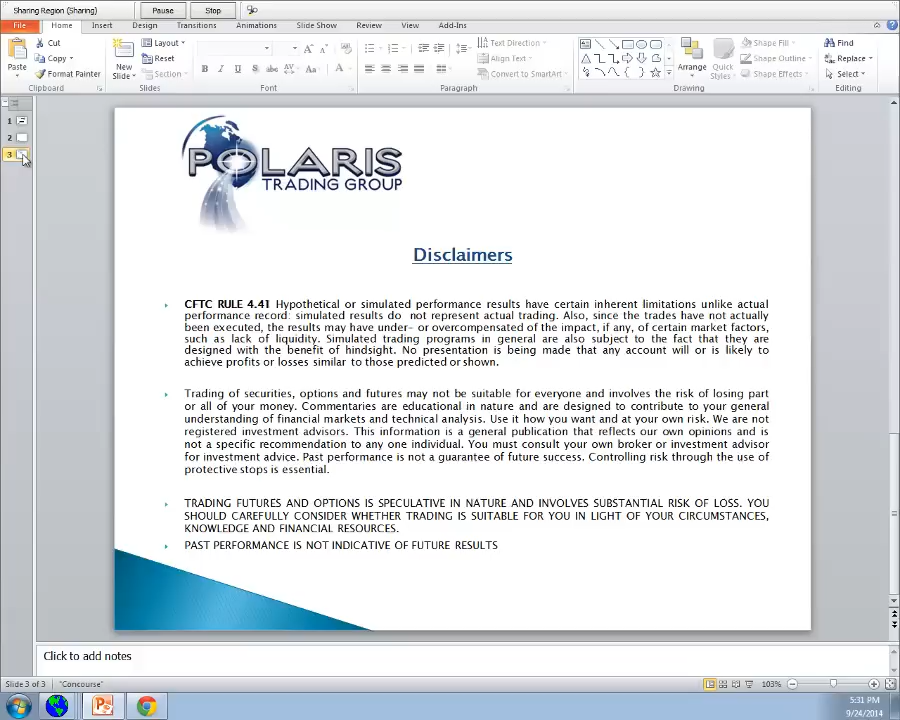 Sharing Region (Sharing) Pause Stop
File Home Insert Design Transitions Animations Slide Show Review View Add-Ins
Paste Cut Copy Format Painter Clipboard
New Slide Layout Reset Section Slides
B I U S abc AV Aa A Font
Text Direction Align Text Convert to SmartArt Paragraph
Arrange Quick Styles Shape Fill Shape Outline Shape Effects Drawing
Find Replace Select Editing
1
2
3
POLARIS
TRADING GROUP
Disclaimers
CFTC RULE 4.41 Hypothetical or simulated performance results have certain inherent limitations unlike actual
performance record: simulated results do not represent actual trading. Also, since the trades have not actually
been executed, the results may have under- or overcompensated of the impact, if any, of certain market factors,
such as lack of liquidity. Simulated trading programs in general are also subject to the fact that they are
designed with the benefit of hindsight. No presentation is being made that any account will or is likely to
achieve profits or losses similar to those predicted or shown.
Trading of securities, options and futures may not be suitable for everyone and involves the risk of losing part
or all of your money. Commentaries are educational in nature and are designed to contribute to your general
understanding of financial markets and technical analysis. Use it how you want and at your own risk. We are not
registered investment advisors. This information is a general publication that reflects our own opinions and is
not a specific recommendation to any one individual. You must consult your own broker or investment advisor
for investment advice. Past performance is not a guarantee of future success. Controlling risk through the use of
protective stops is essential.
TRADING FUTURES AND OPTIONS IS SPECULATIVE IN NATURE AND INVOLVES SUBSTANTIAL RISK OF LOSS. YOU
SHOULD CAREFULLY CONSIDER WHETHER TRADING IS SUITABLE FOR YOU IN LIGHT OF YOUR CIRCUMSTANCES,
KNOWLEDGE AND FINANCIAL RESOURCES.
PAST PERFORMANCE IS NOT INDICATIVE OF FUTURE RESULTS
Click to add notes
Slide 3 of 3 "Concourse" 103%
5:31 PM
9/24/2014